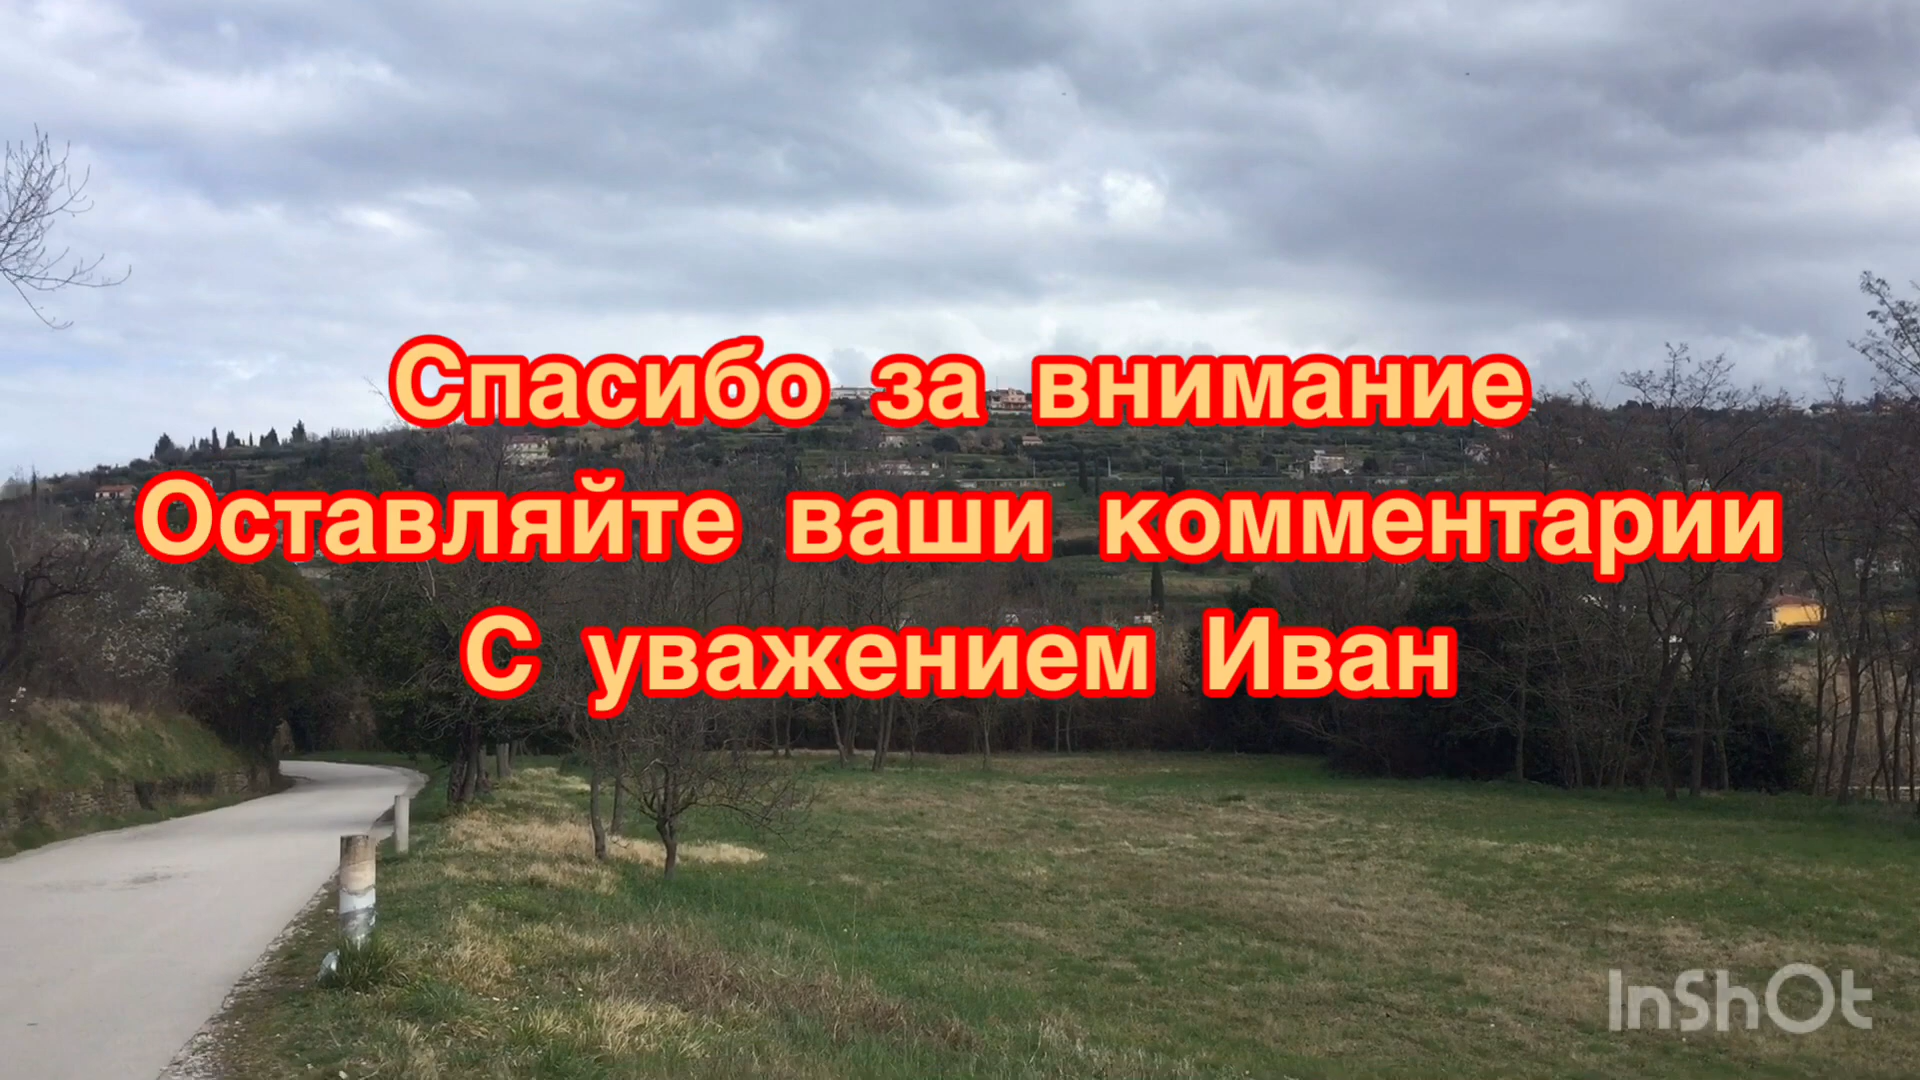 Спасибо за внимание
Оставляйте ваши комментарии
С уважением Иван
InShOt